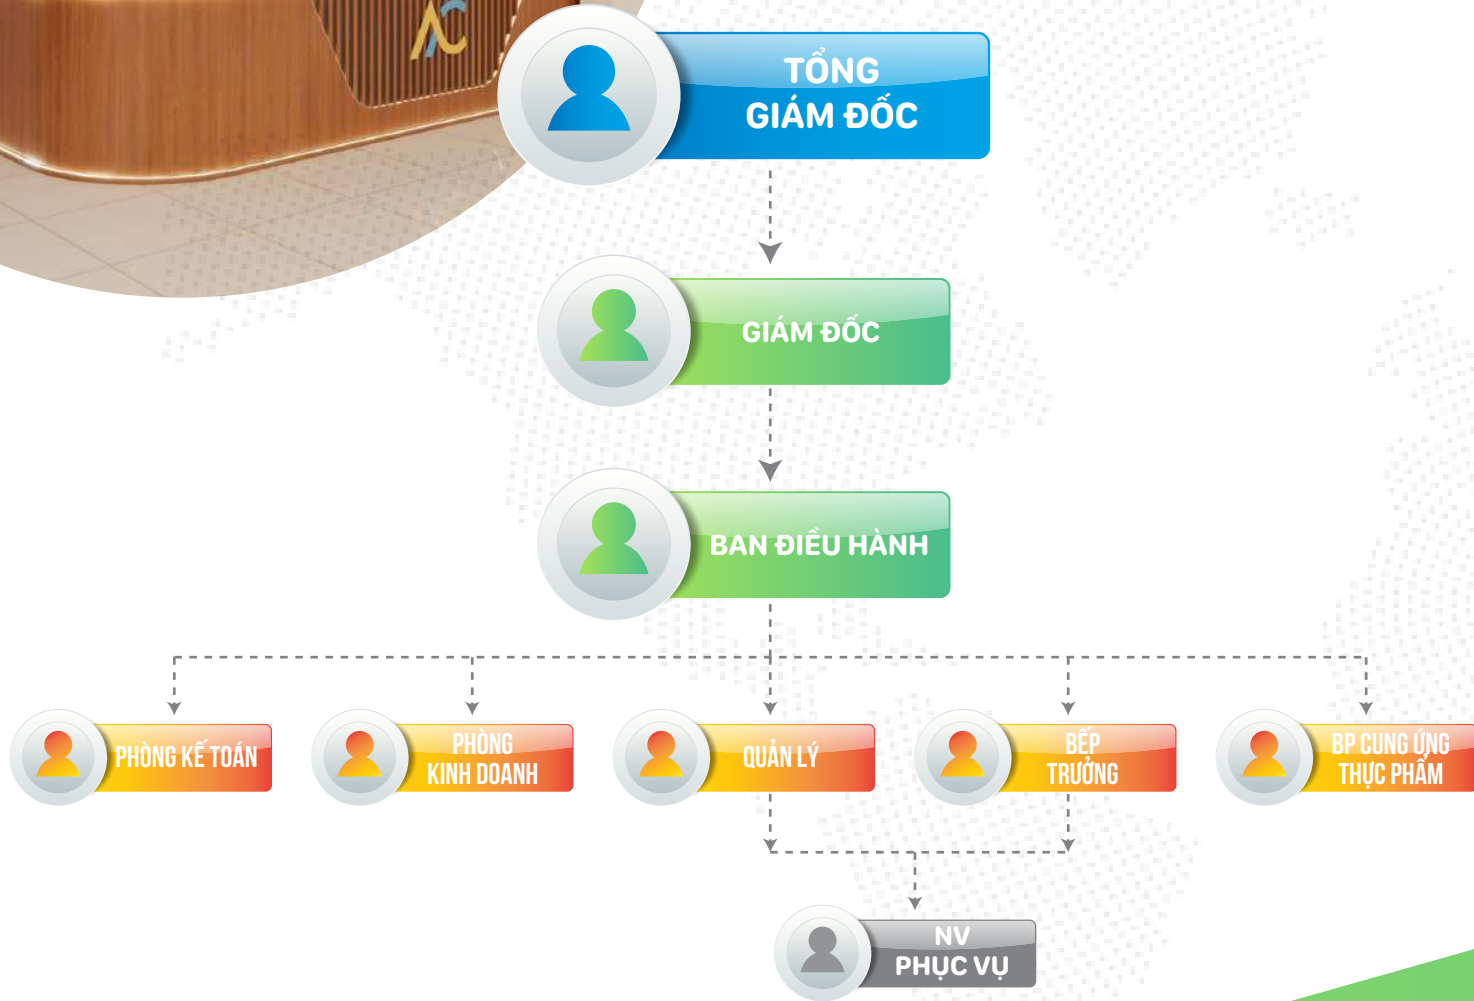 TỔNG
GIÁM ĐỐC
GIÁM ĐỐC
BAN ĐIỀU HÀNH
PHÒNG KẾ TOÁN
PHÒNG
KINH DOANH
QUẢN LÝ
BẾP
TRƯỞNG
BP CUNG ỨNG
THỰC PHẨM
NV
PHỤC VỤ